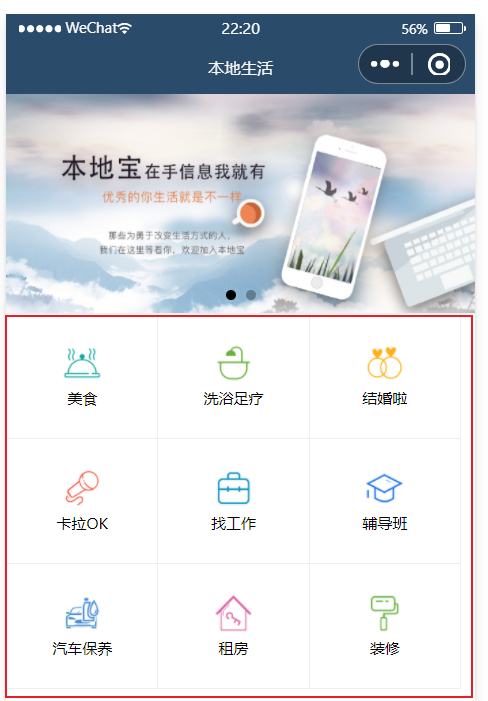 WeChat 22:20 56%
本地生活
本地宝在手信息我就有
优秀的你生活就是不一样
那些为勇于改变生活方式的人，
我们在这里等着你，欢迎加入本地宝
美食 洗浴足疗 结婚啦
卡拉OK 找工作 辅导班
汽车保养 租房 装修